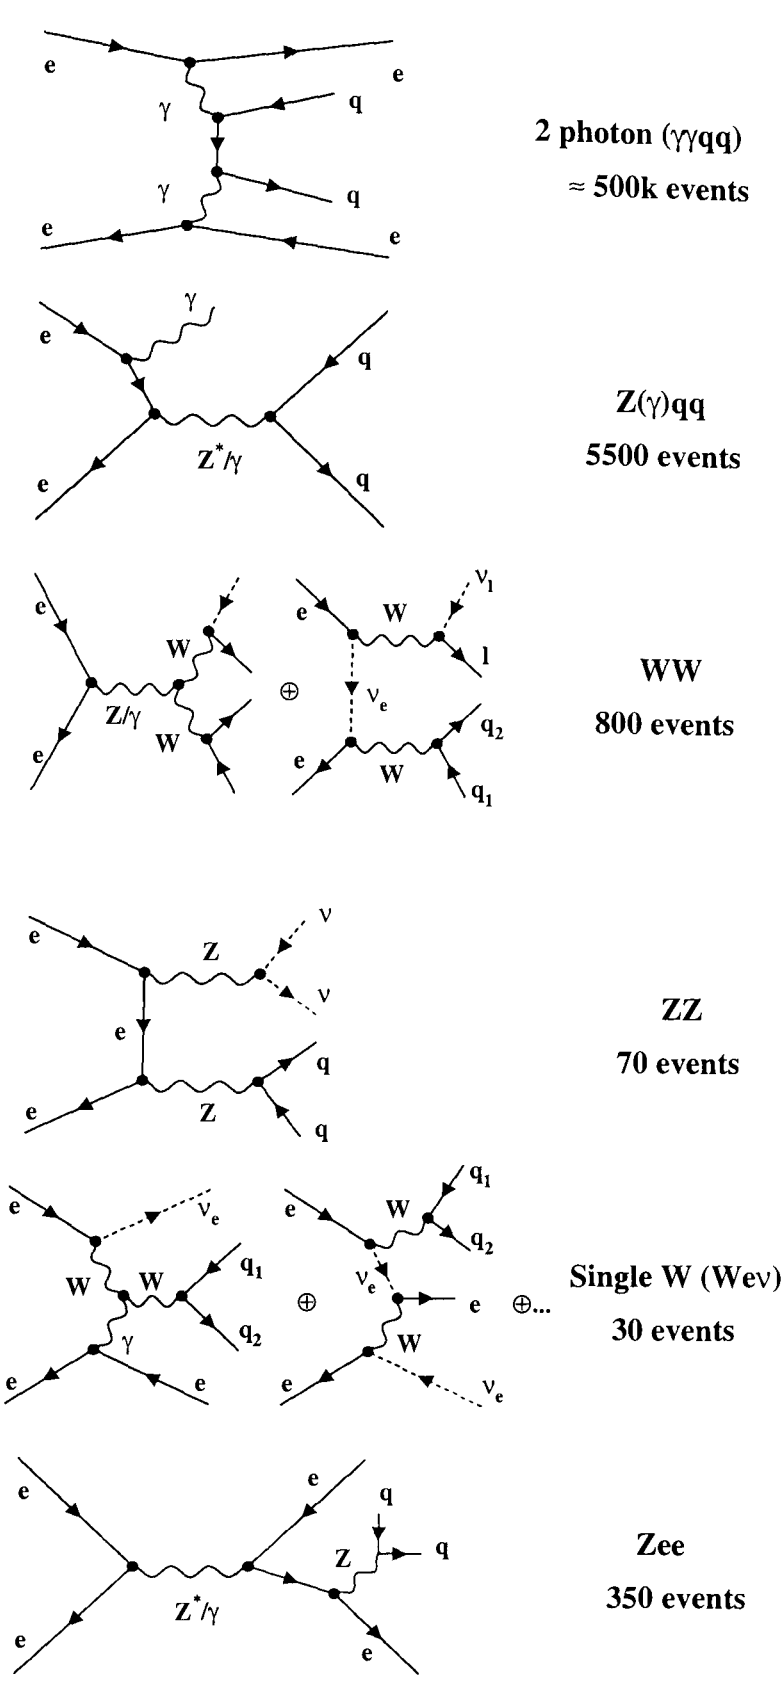 e
e
γ
q
2 photon (γγqq)
γ
q
≈ 500k events
e
e
γ
e
q
Z(γ)qq
Z*/γ
5500 events
e
q
e
W
Z/γ
W
e
⊕
e
W
νl
l
νe
q2
e
W
q1
WW
800 events
e
Z
ν
ν
e
q
e
Z
q
ZZ
70 events
e
νe
W
W
q1
q2
γ
e
e
⊕
e
W
q1
q2
νe
e
W
e
νe
⊕...
Single W (Weν)
30 events
e
e
q
Z
q
Z*/γ
e
e
Zee
350 events